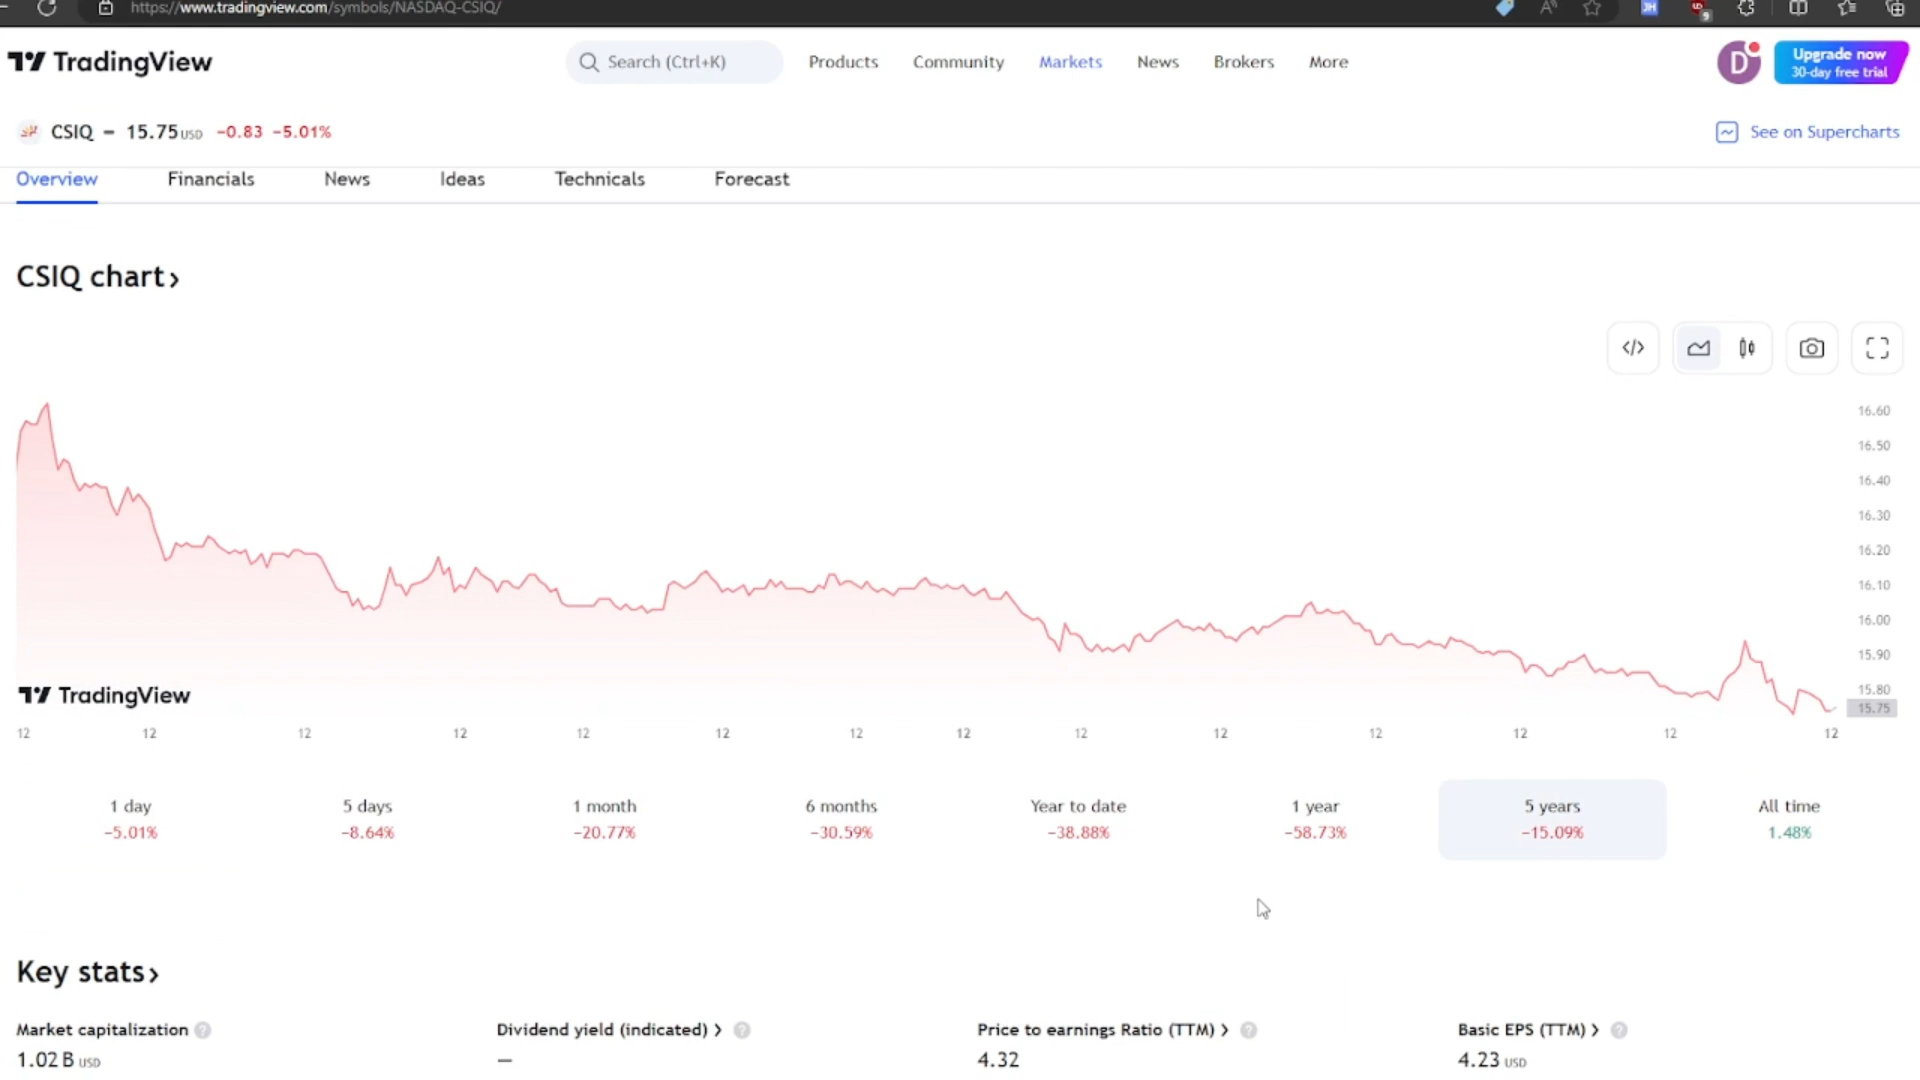 https://www.tradingview.com/symbols/NASDAQ-CSIQ/
TradingView
Search (Ctrl+K)
Products
Community
Markets
News
Brokers
More
D
Upgrade now
30-day free trial
CSIQ − 15.75 USD −0.83 −5.01%
See on Supercharts
Overview
Financials
News
Ideas
Technicals
Forecast
CSIQ chart
16.60
16.50
16.40
16.30
16.20
16.10
16.00
15.90
15.80
15.75
TradingView
12 12 12 12 12 12 12 12 12 12 12 12 12 12
1 day
−5.01%
5 days
−8.64%
1 month
−20.77%
6 months
−30.59%
Year to date
−38.88%
1 year
−58.73%
5 years
−15.09%
All time
1.48%
Key stats
Market capitalization
1.02 B USD
Dividend yield (indicated)
—
Price to earnings Ratio (TTM)
4.32
Basic EPS (TTM)
4.23 USD